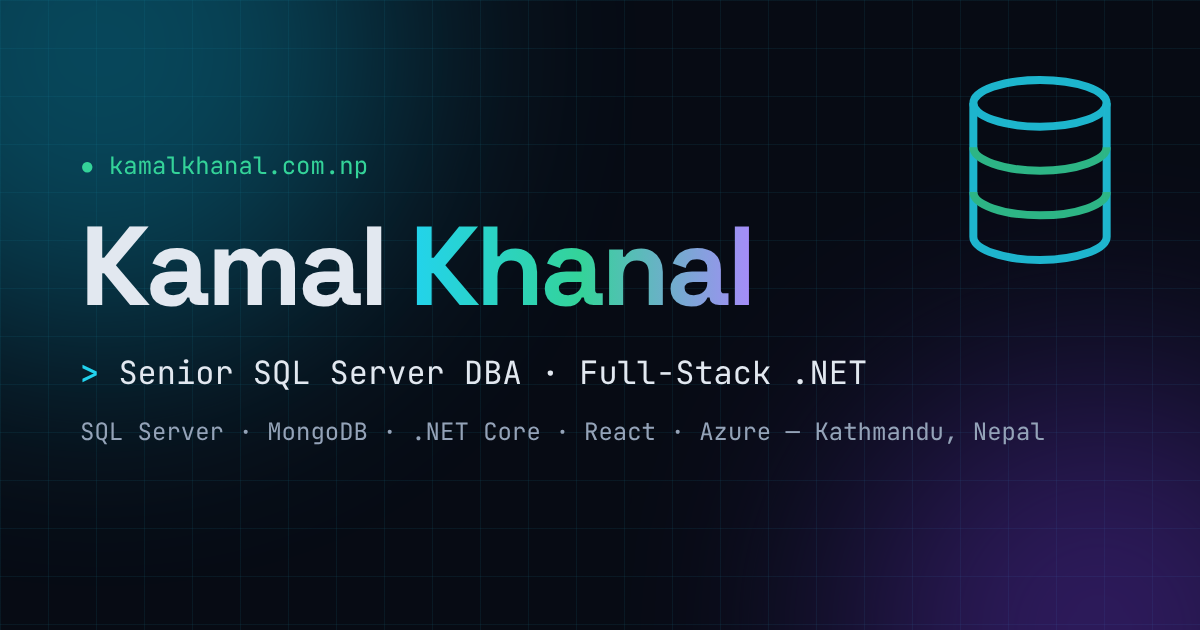 ● kamalkhanal.com.np
Kamal Khanal
> Senior SQL Server DBA · Full-Stack .NET
SQL Server · MongoDB · .NET Core · React · Azure — Kathmandu, Nepal